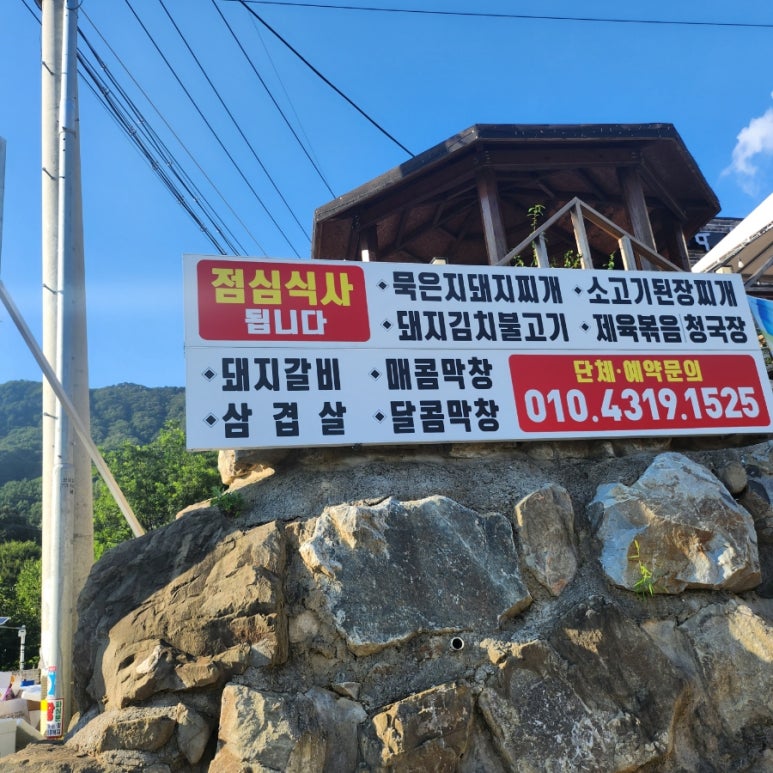 점심식사
됩니다
◈묵은지돼지찌개 ◈소고기된장찌개
◈돼지김치불고기 ◈제육볶음 청국장
◈돼지갈비 ◈매콤막창
◈삼겹살 ◈달콤막창
단체·예약문의
010.4319.1525